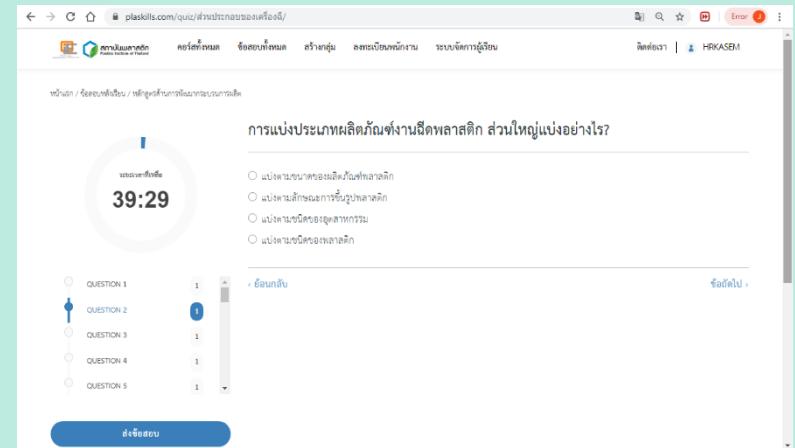 plaskills.com/quiz/ส่วนประกอบของเครื่องฉี/
Error
สถาบันพลาสติก
Plastics Institute of Thailand
คอร์สทั้งหมด ข้อสอบทั้งหมด สร้างกลุ่ม ลงทะเบียนพนักงาน ระบบจัดการผู้เรียน
ติดต่อเรา HRKASEM
หน้าแรก / ข้อสอบหลังเรียน / หลักสูตรด้านการพัฒนากระบวนการผลิต
การแบ่งประเภทผลิตภัณฑ์งานฉีดพลาสติก ส่วนใหญ่แบ่งอย่างไร?
ระยะเวลาที่เหลือ
39:29
แบ่งตามขนาดของผลิตภัณฑ์พลาสติก
แบ่งตามลักษณะการขึ้นรูปพลาสติก
แบ่งตามชนิดของอุตสาหกรรม
แบ่งตามชนิดของพลาสติก
‹ ย้อนกลับ
ข้อถัดไป ›
QUESTION 1 1
QUESTION 2 1
QUESTION 3 1
QUESTION 4 1
QUESTION 5 1
ส่งข้อสอบ